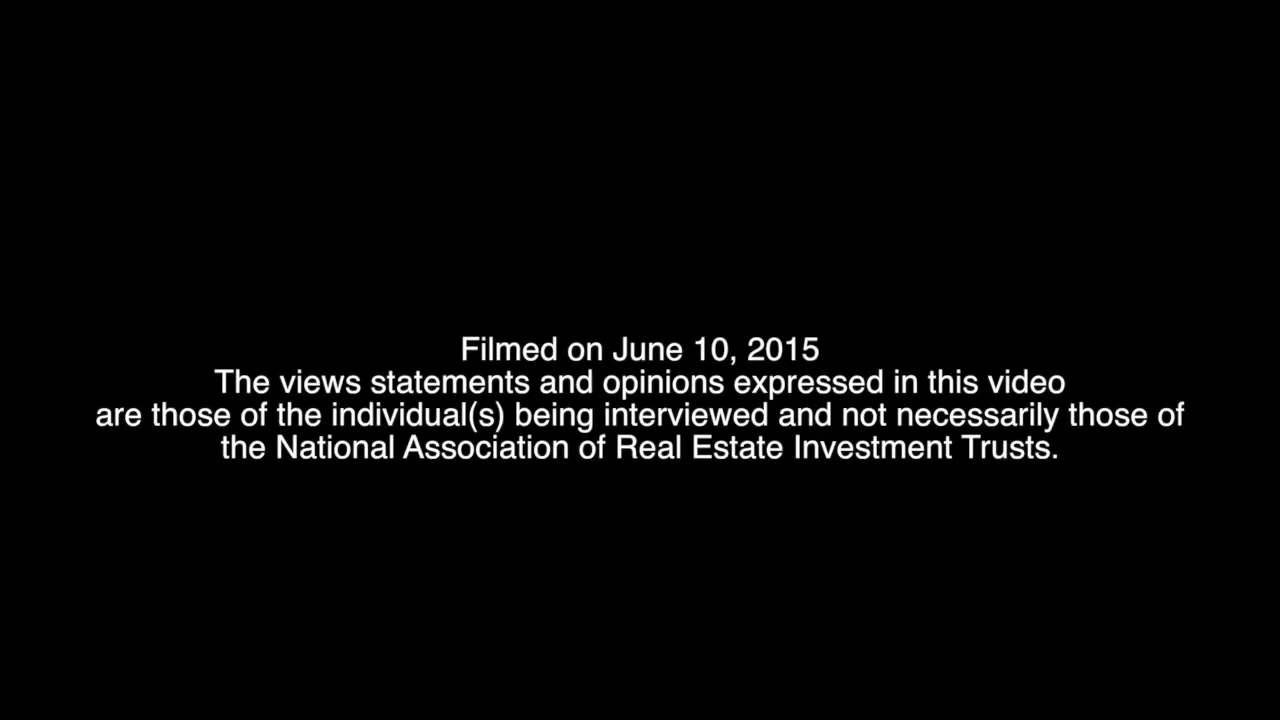 Filmed on June 10, 2015
The views statements and opinions expressed in this video
are those of the individual(s) being interviewed and not necessarily those of
the National Association of Real Estate Investment Trusts.